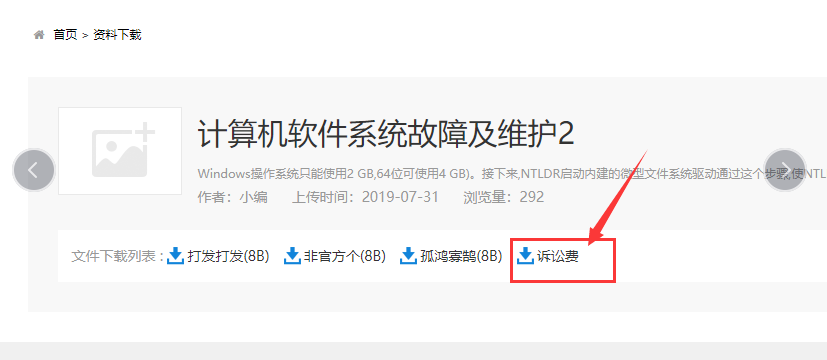 首页 > 资料下载
计算机软件系统故障及维护2
Windows操作系统只能使用2 GB,64位可使用4 GB)。接下来,NTLDR启动内建的微型文件系统驱动通过这个步骤,使NTL
作者：小编 上传时间：2019-07-31 浏览量：292
文件下载列表 : 打发打发(8B) 非官方个(8B) 孤鸿寡鹄(8B) 诉讼费